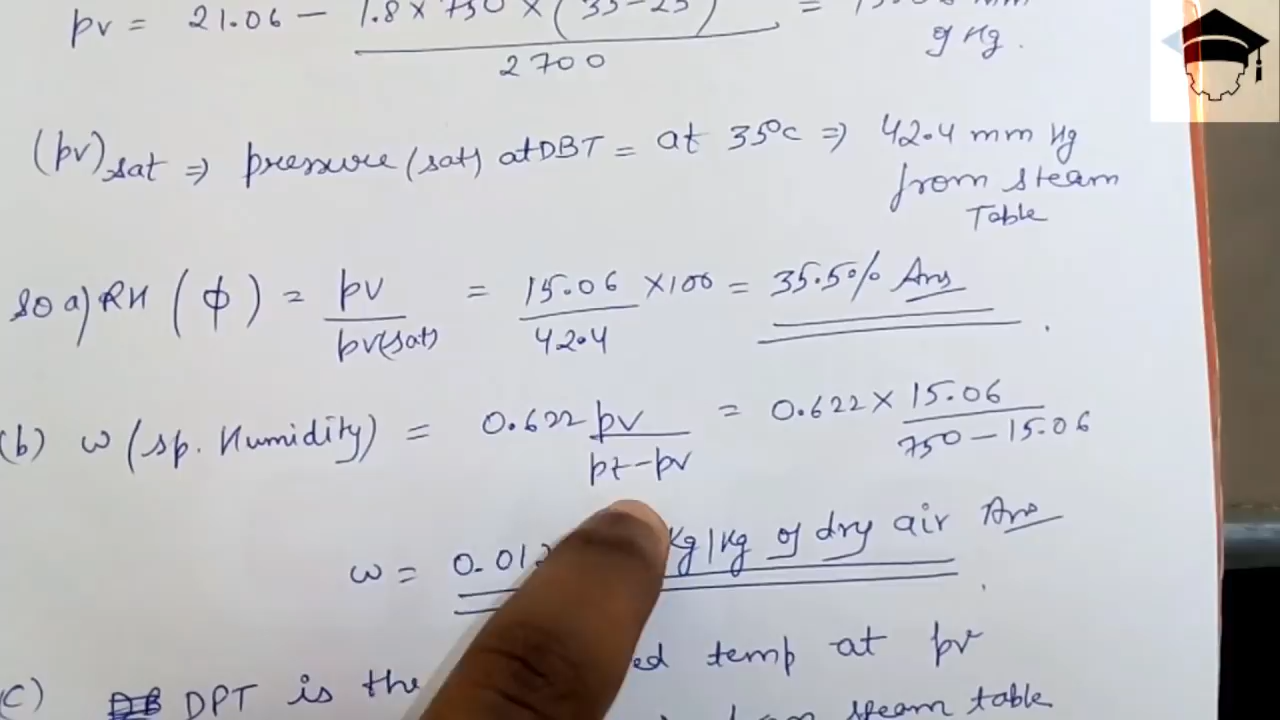 pv = 21.06 - 1.8 × 750 × (35-23) / 2700 =
of Hg.
(pv)sat ⇒ pressure (sat) at DBT = at 35°C ⇒ 42.4 mm Hg
from steam
Table
so a) RH (ϕ) = pv / pv(sat) = 15.06 / 42.4 × 100 = 35.5% Ans
(b) ω (sp. Humidity) = 0.622 pv / pt-pv = 0.622 × 15.06 / 750-15.06
ω = Kg/Kg of dry air Ans
C) DPT is the temp at pv
steam table